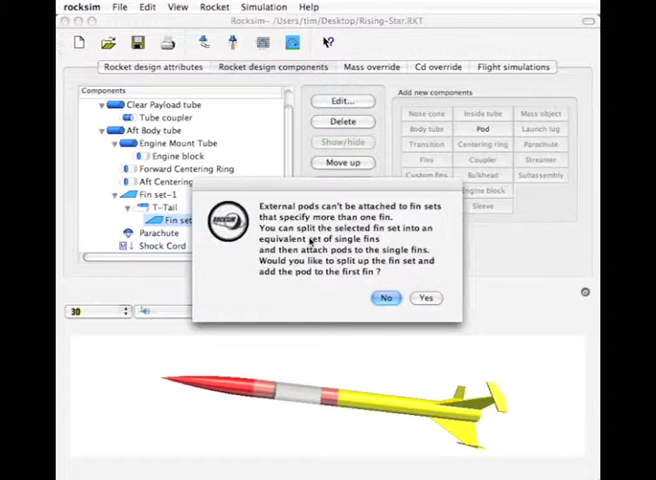 rocksim File Edit View Rocket Simulation Help
Rocksim- /Users/tim/Desktop/Rising-Star.RKT
Rocket design attributes Rocket design components Mass override Cd override Flight simulations
Components
Add new components
Clear Payload tube
Tube coupler
Aft Body tube
Engine Mount Tube
Engine block
Forward Centering Ring
Aft Centering
Fin set-1
T-Tail
Fin set
Parachute
Shock Cord
Edit...
Delete
Show/hide
Move up
Nose cone Inside tube Mass object
Body tube Pod Launch lug
Transition Centering ring Parachute
Fins Coupler Streamer
Custom fins Bulkhead Subassembly
Engine block
Sleeve
ROCKSIM
External pods can't be attached to fin sets
that specify more than one fin.
You can split the selected fin set into an
equivalent set of single fins
and then attach pods to the single fins.
Would you like to split up the fin set and
add the pod to the first fin ?
No Yes
30